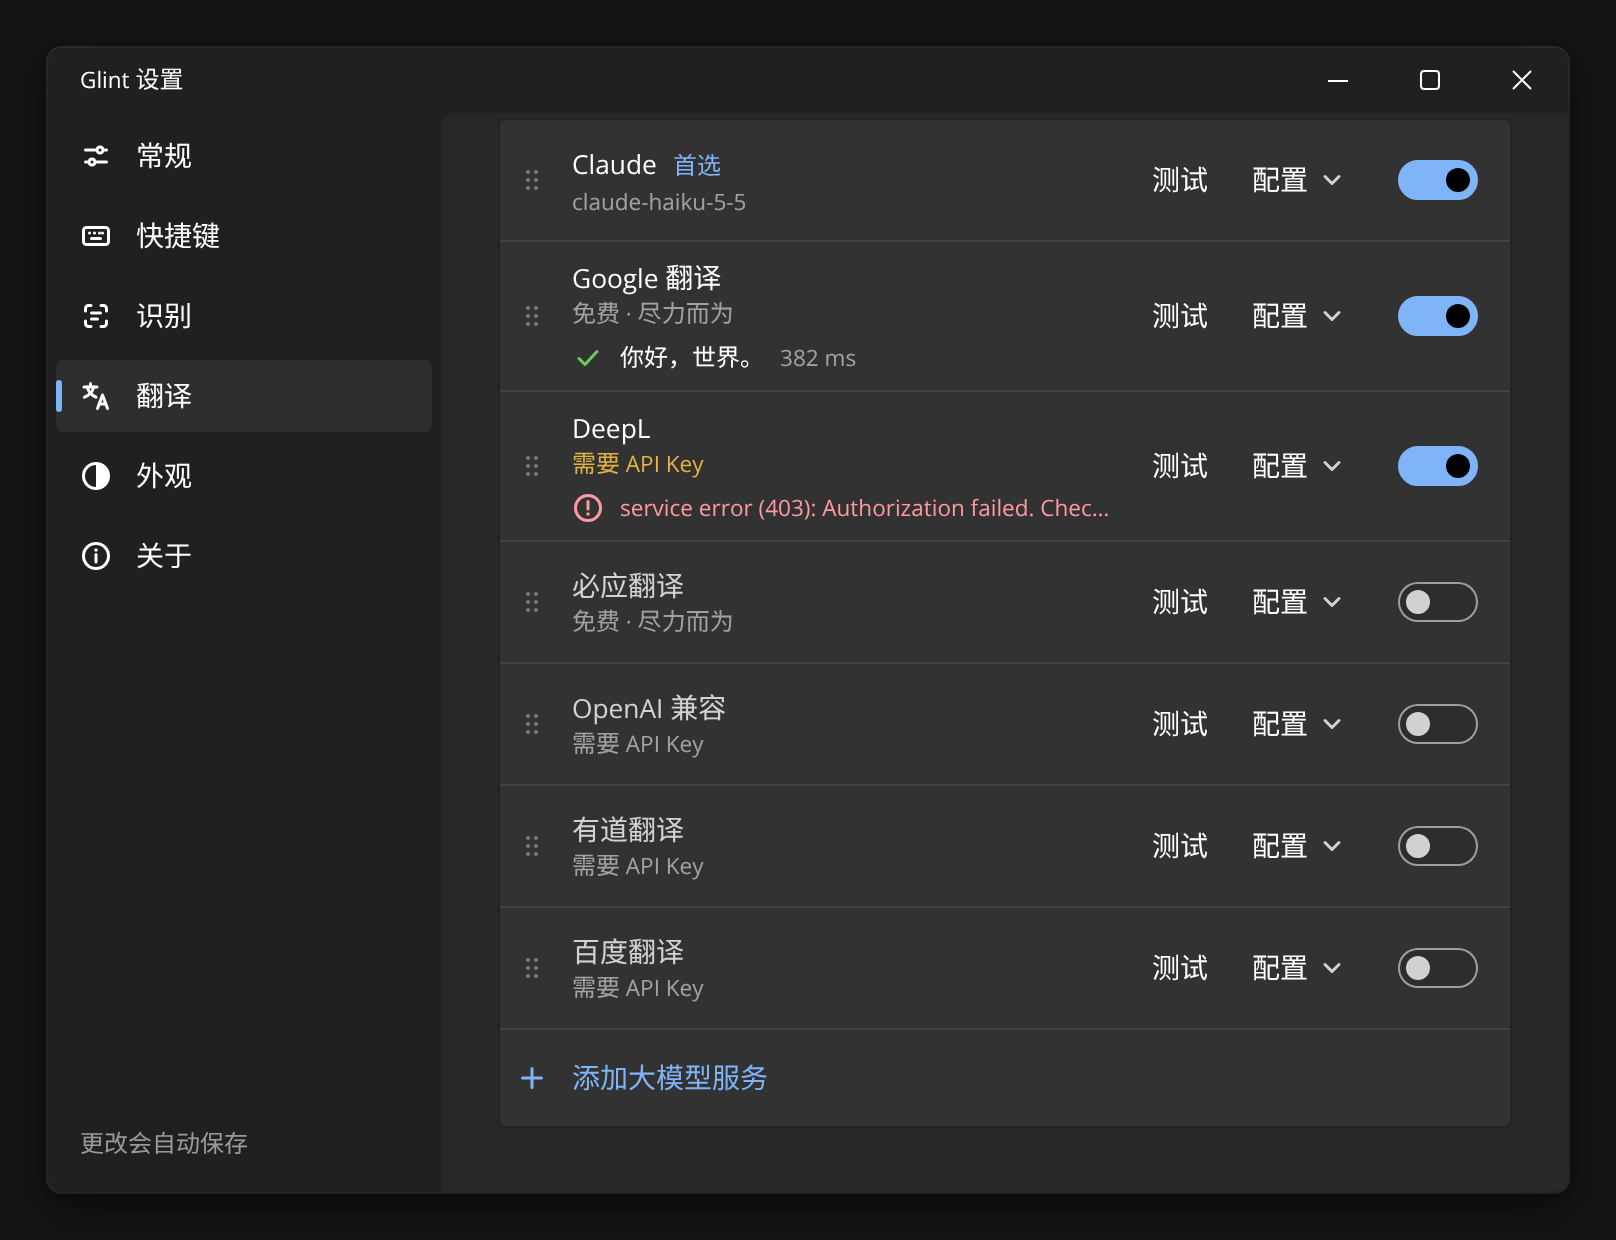 Glint 设置
常规
快捷键
识别
翻译
外观
关于
更改会自动保存
Claude 首选
claude-haiku-5-5
测试 配置
Google 翻译
免费 · 尽力而为
你好，世界。 382 ms
测试 配置
DeepL
需要 API Key
service error (403): Authorization failed. Chec...
测试 配置
必应翻译
免费 · 尽力而为
测试 配置
OpenAI 兼容
需要 API Key
测试 配置
有道翻译
需要 API Key
测试 配置
百度翻译
需要 API Key
测试 配置
添加大模型服务